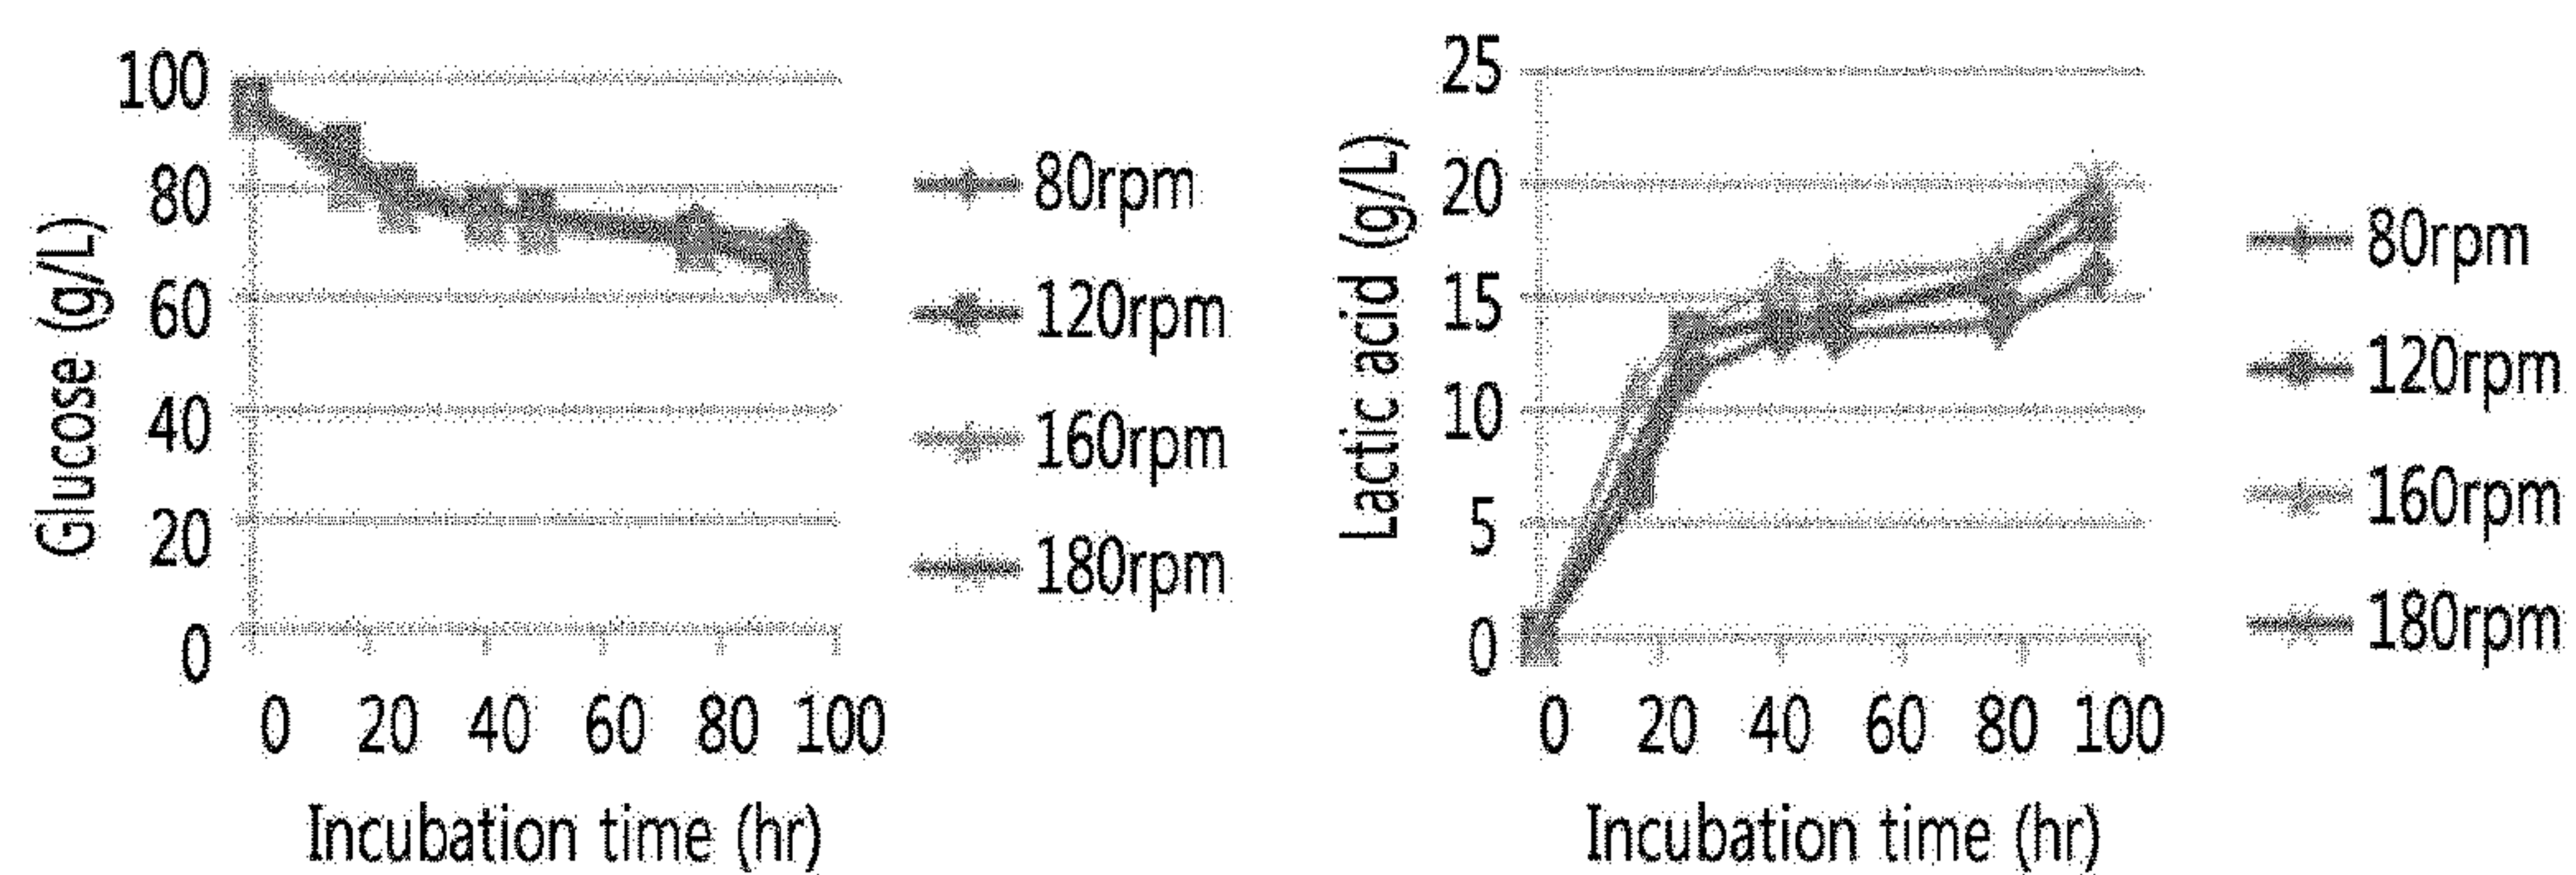 Glucose (g/L)
100
80
60
40
20
0
0 20 40 60 80 100
Incubation time (hr)
80rpm
120rpm
160rpm
180rpm
Lactic acid (g/L)
25
20
15
10
5
0
0 20 40 60 80 100
Incubation time (hr)
80rpm
120rpm
160rpm
180rpm